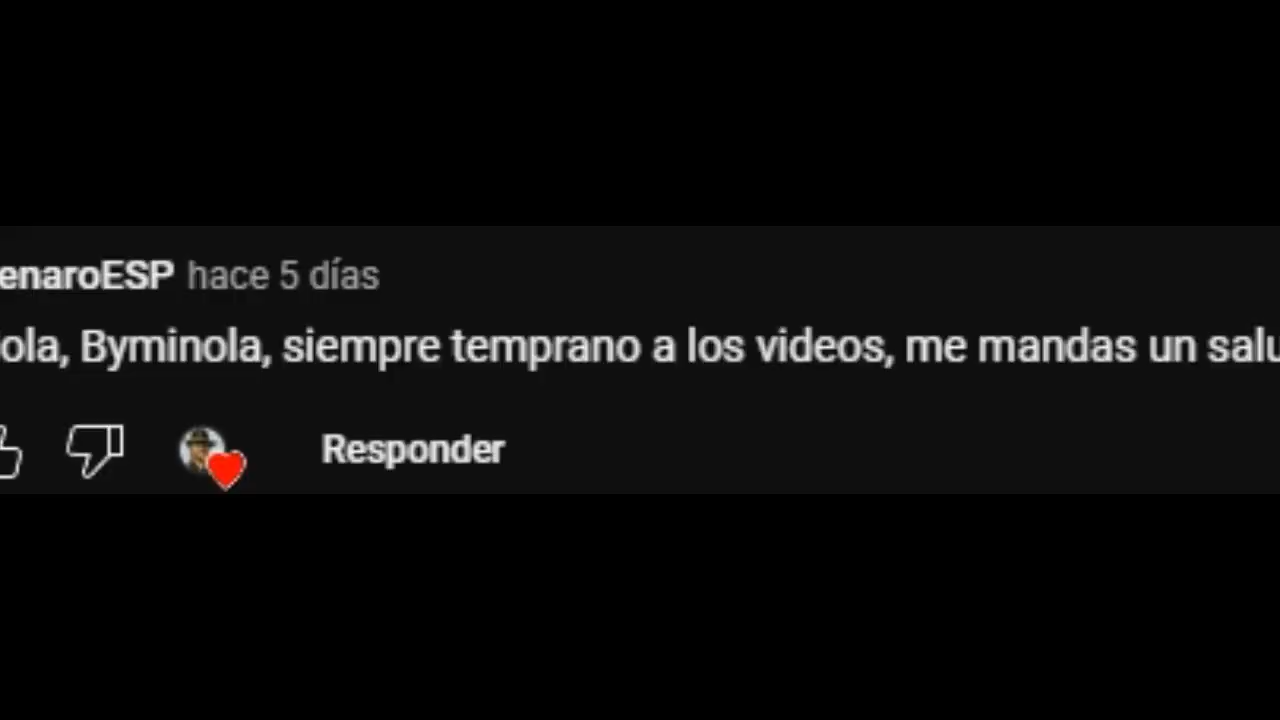 enaroESP hace 5 días
ola, Byminola, siempre temprano a los videos, me mandas un salu
Responder